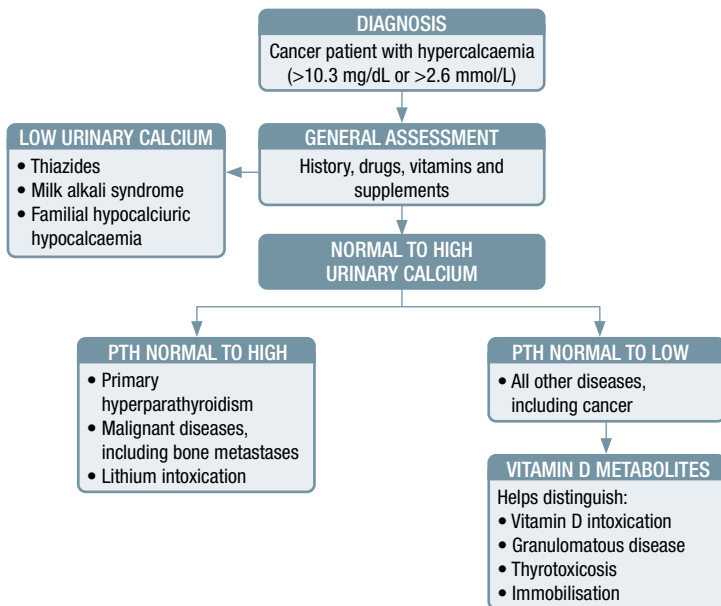 DIAGNOSIS
Cancer patient with hypercalcaemia
(>10.3 mg/dL or >2.6 mmol/L)
LOW URINARY CALCIUM
• Thiazides
• Milk alkali syndrome
• Familial hypocalciuric
hypocalcaemia
GENERAL ASSESSMENT
History, drugs, vitamins and
supplements
NORMAL TO HIGH
URINARY CALCIUM
PTH NORMAL TO HIGH
• Primary
hyperparathyroidism
• Malignant diseases,
including bone metastases
• Lithium intoxication
PTH NORMAL TO LOW
• All other diseases,
including cancer
VITAMIN D METABOLITES
Helps distinguish:
• Vitamin D intoxication
• Granulomatous disease
• Thyrotoxicosis
• Immobilisation